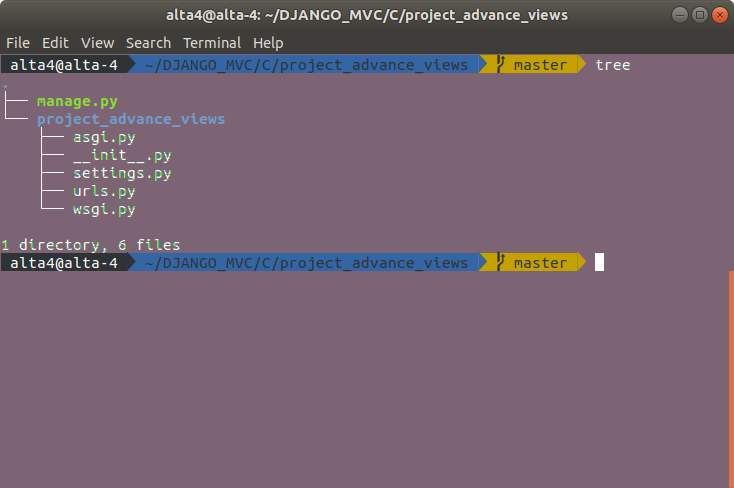 alta4@alta-4: ~/DJANGO_MVC/C/project_advance_views
File Edit View Search Terminal Help
alta4@alta-4 ~/DJANGO_MVC/C/project_advance_views master tree
.
├── manage.py
└── project_advance_views
    ├── asgi.py
    ├── __init__.py
    ├── settings.py
    ├── urls.py
    └── wsgi.py
1 directory, 6 files
alta4@alta-4 ~/DJANGO_MVC/C/project_advance_views master